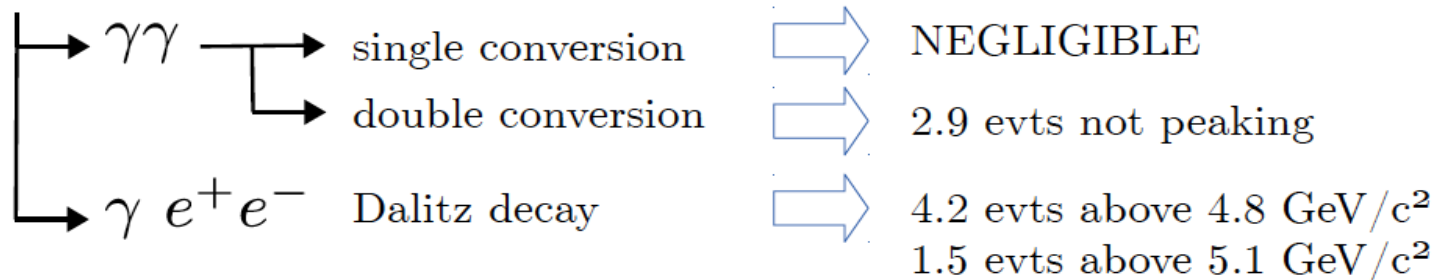 γγ single conversion NEGLIGIBLE
double conversion 2.9 evts not peaking
γ e⁺e⁻ Dalitz decay 4.2 evts above 4.8 GeV/c²
1.5 evts above 5.1 GeV/c²